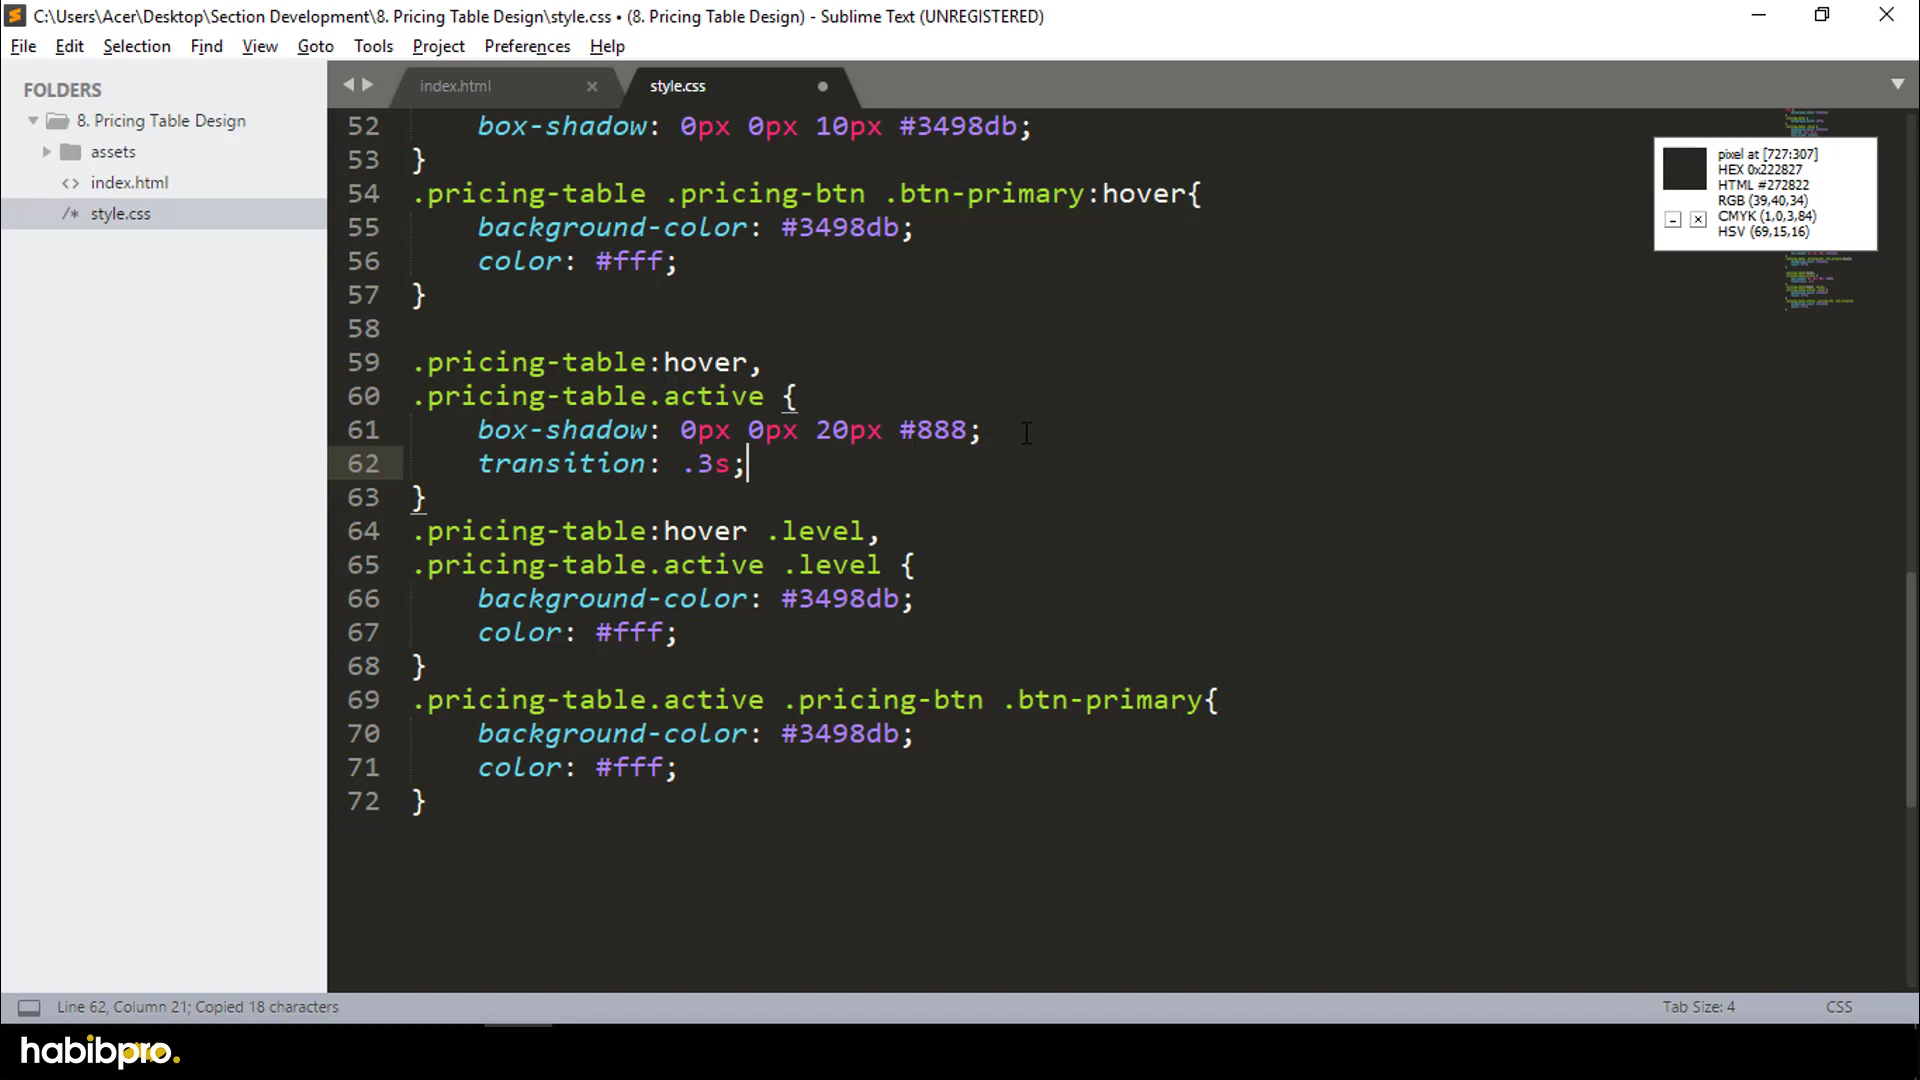 C:\Users\Acer\Desktop\Section Development\8. Pricing Table Design\style.css • (8. Pricing Table Design) - Sublime Text (UNREGISTERED)
File Edit Selection Find View Goto Tools Project Preferences Help
FOLDERS
8. Pricing Table Design
assets
index.html
style.css
index.html
style.css
52 box-shadow: 0px 0px 10px #3498db;
53 }
54 .pricing-table .pricing-btn .btn-primary:hover{
55 background-color: #3498db;
56 color: #fff;
57 }
58
59 .pricing-table:hover,
60 .pricing-table.active {
61 box-shadow: 0px 0px 20px #888;
62 transition: .3s;
63 }
64 .pricing-table:hover .level,
65 .pricing-table.active .level {
66 background-color: #3498db;
67 color: #fff;
68 }
69 .pricing-table.active .pricing-btn .btn-primary{
70 background-color: #3498db;
71 color: #fff;
72 }
pixel at [727:307]
HEX 0x222827
HTML #272822
RGB (39,40,34)
CMYK (1,0,3,84)
HSV (69,15,16)
Line 62, Column 21; Copied 18 characters
Tab Size: 4
CSS
habibpro.